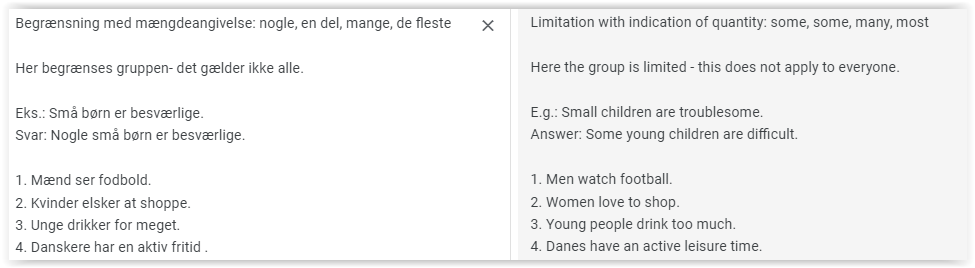 Begrænsning med mængdeangivelse: nogle, en del, mange, de fleste
Her begrænses gruppen- det gælder ikke alle.
Eks.: Små børn er besværlige.
Svar: Nogle små børn er besværlige.
1. Mænd ser fodbold.
2. Kvinder elsker at shoppe.
3. Unge drikker for meget.
4. Danskere har en aktiv fritid .
Limitation with indication of quantity: some, some, many, most
Here the group is limited - this does not apply to everyone.
E.g.: Small children are troublesome.
Answer: Some young children are difficult.
1. Men watch football.
2. Women love to shop.
3. Young people drink too much.
4. Danes have an active leisure time.